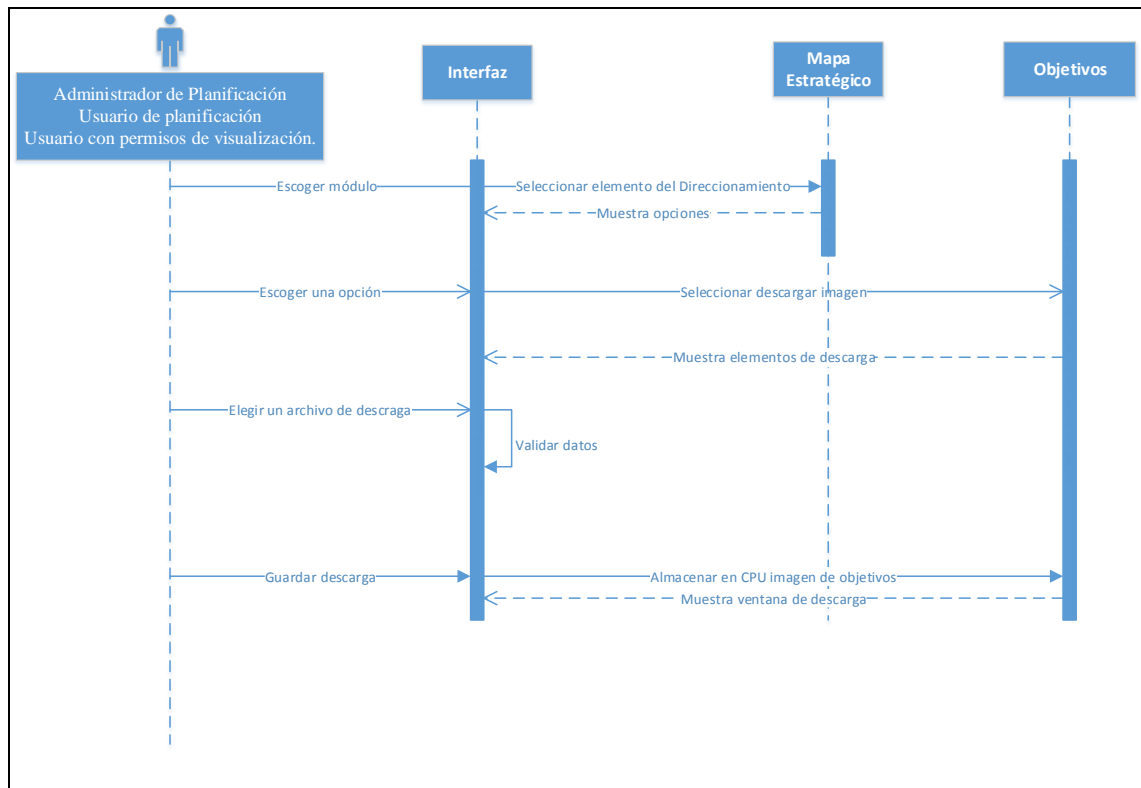 Administrador de Planificación
Usuario de planificación
Usuario con permisos de visualización.
Interfaz
Mapa
Estratégico
Objetivos
Escoger módulo
Seleccionar elemento del Direccionamiento
Muestra opciones
Escoger una opción
Seleccionar descargar imagen
Muestra elementos de descarga
Elegir un archivo de descraga
Validar datos
Guardar descarga
Almacenar en CPU imagen de objetivos
Muestra ventana de descarga